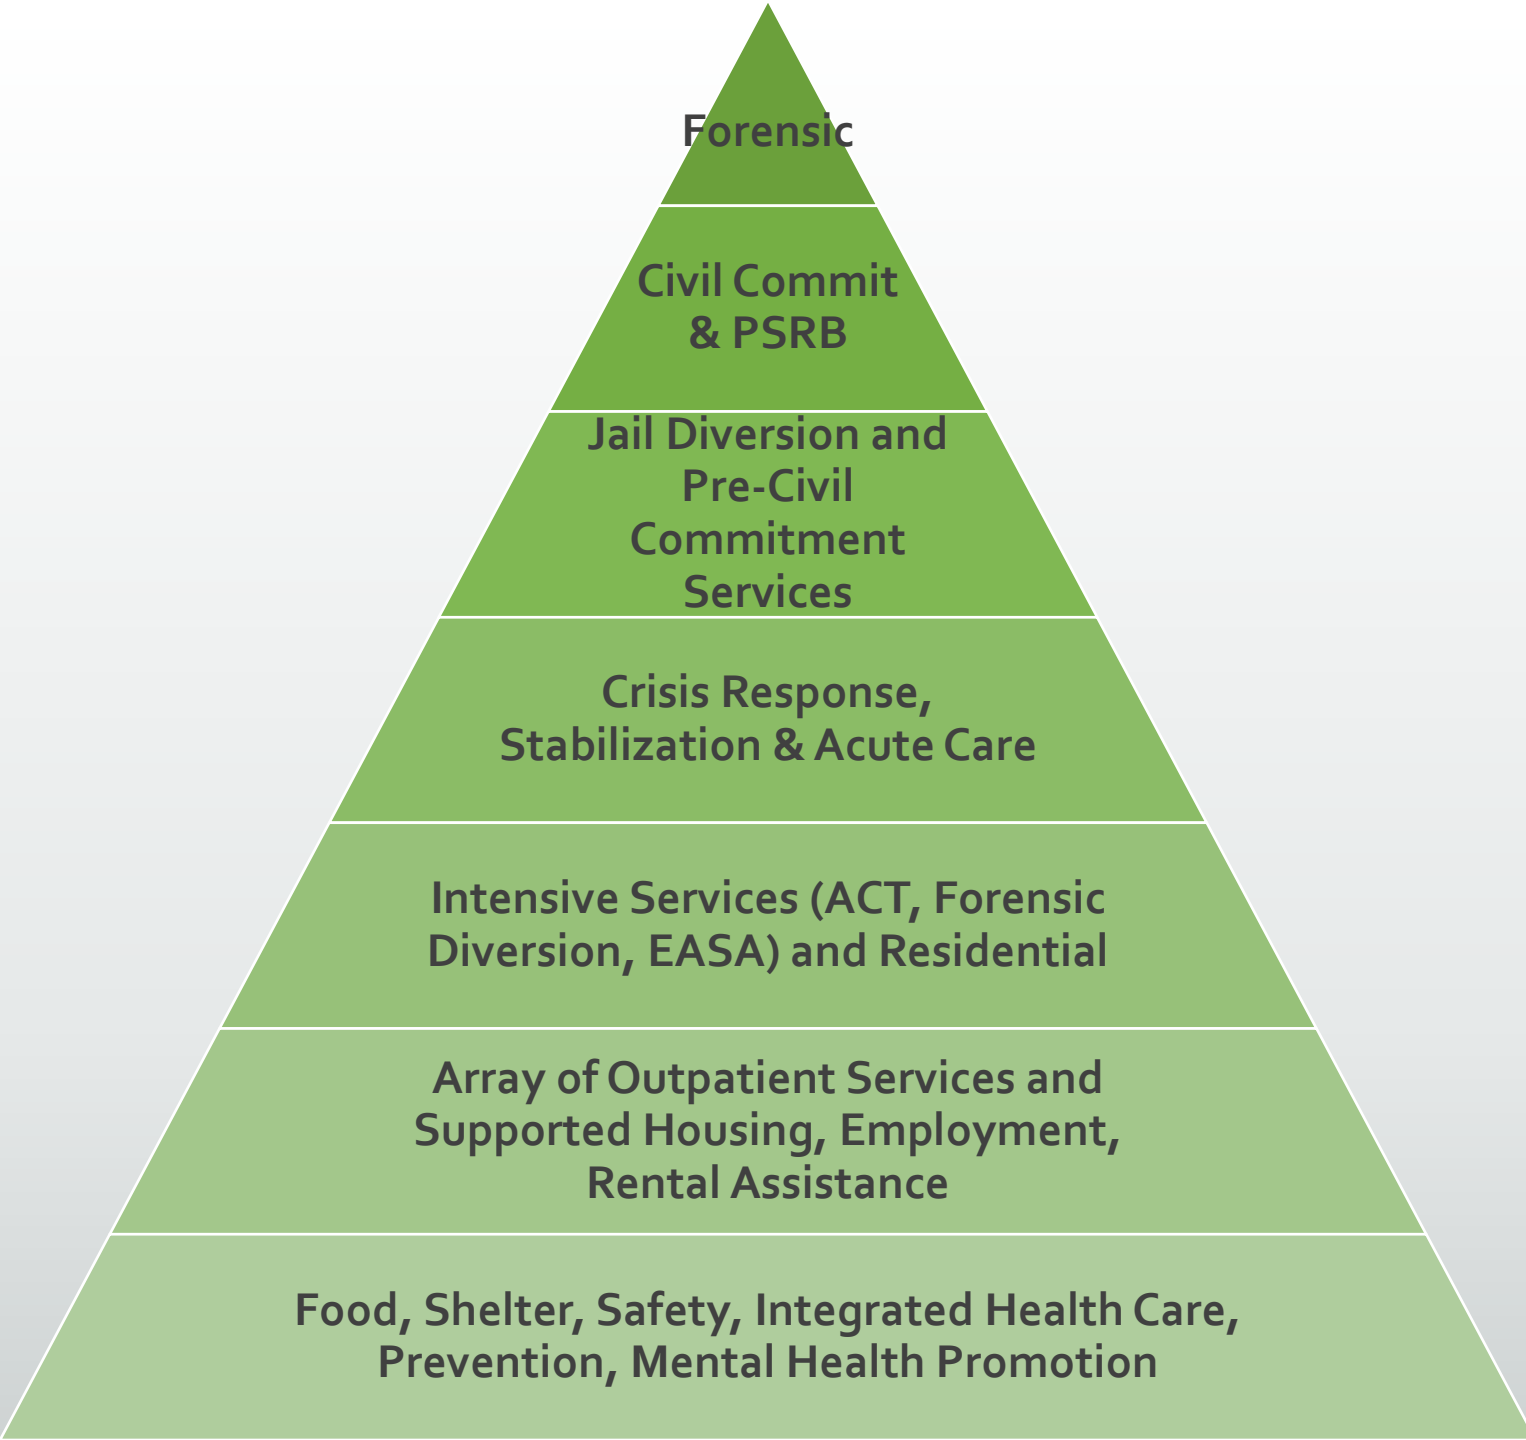 Forensic
Civil Commit
& PSRB
Jail Diversion and
Pre-Civil
Commitment
Services
Crisis Response,
Stabilization & Acute Care
Intensive Services (ACT, Forensic
Diversion, EASA) and Residential
Array of Outpatient Services and
Supported Housing, Employment,
Rental Assistance
Food, Shelter, Safety, Integrated Health Care,
Prevention, Mental Health Promotion